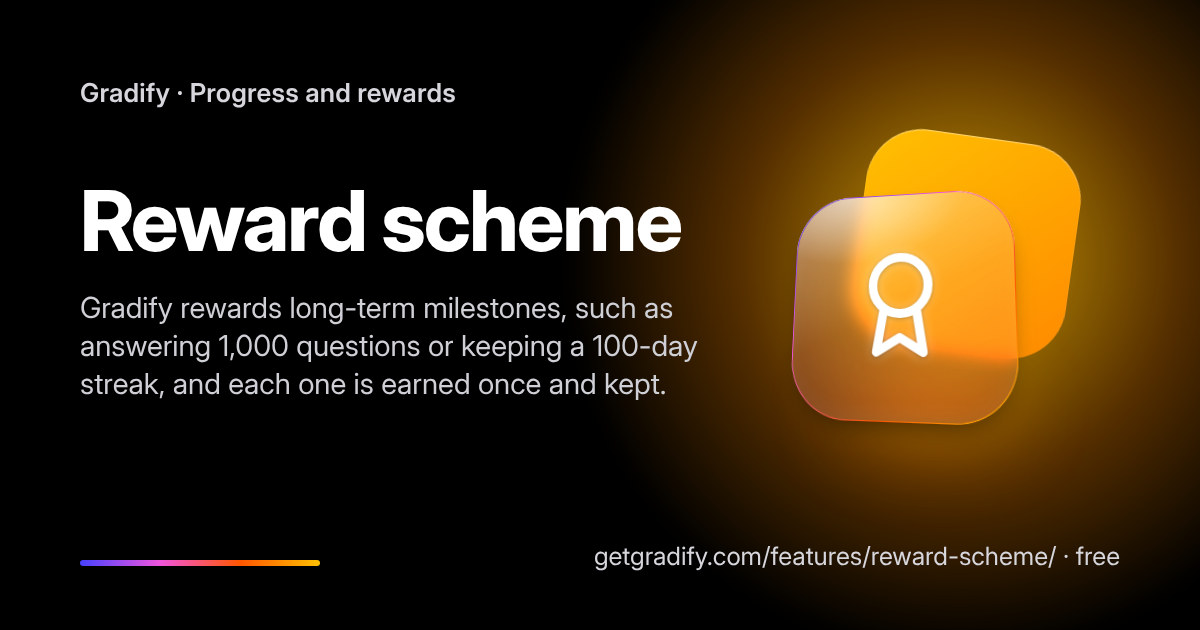 Gradify · Progress and rewards
Reward scheme
Gradify rewards long-term milestones, such as
answering 1,000 questions or keeping a 100-day
streak, and each one is earned once and kept.
getgradify.com/features/reward-scheme/ · free